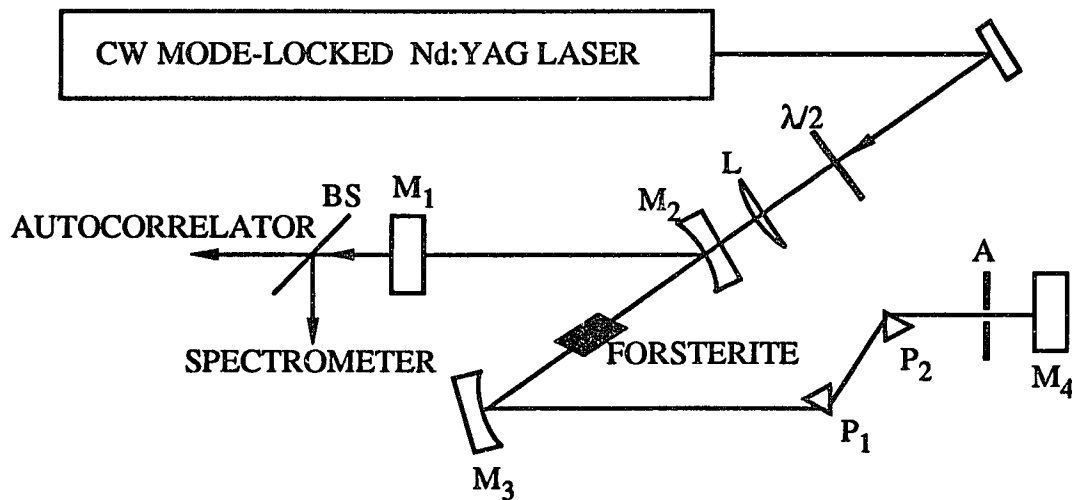 CW MODE-LOCKED Nd:YAG LASER
λ/2
L
M2
M1
BS
AUTOCORRELATOR
A
SPECTROMETER
FORSTERITE
P2
M4
P1
M3